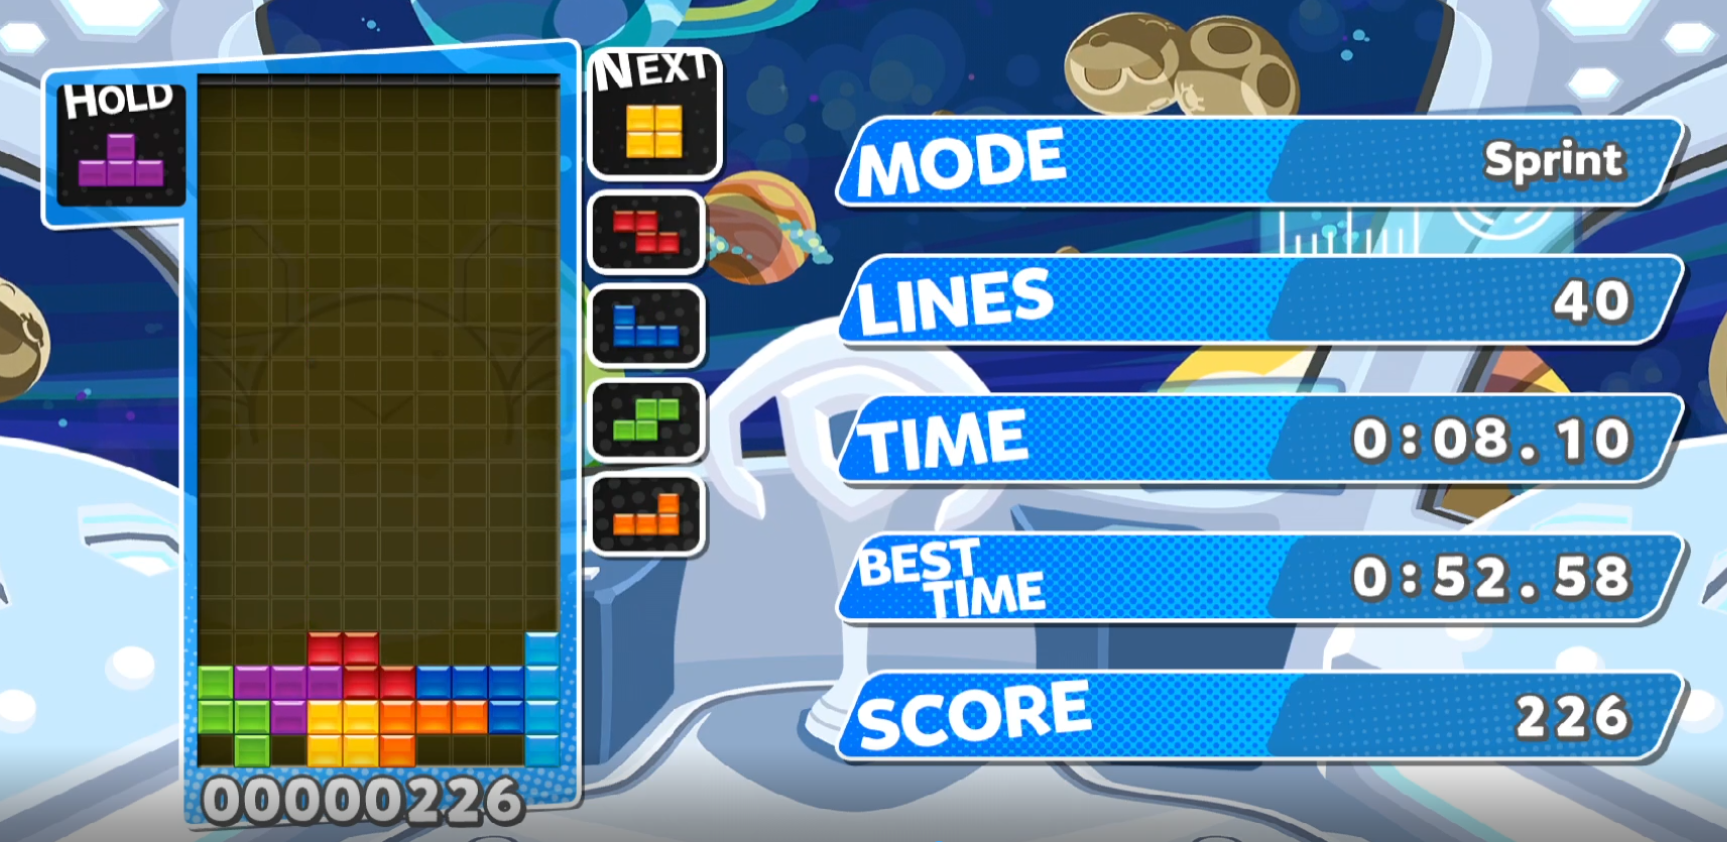 HOLD
NEXT
MODE
Sprint
LINES
40
TIME
0:08.10
BEST
TIME
0:52.58
SCORE
226
00000226